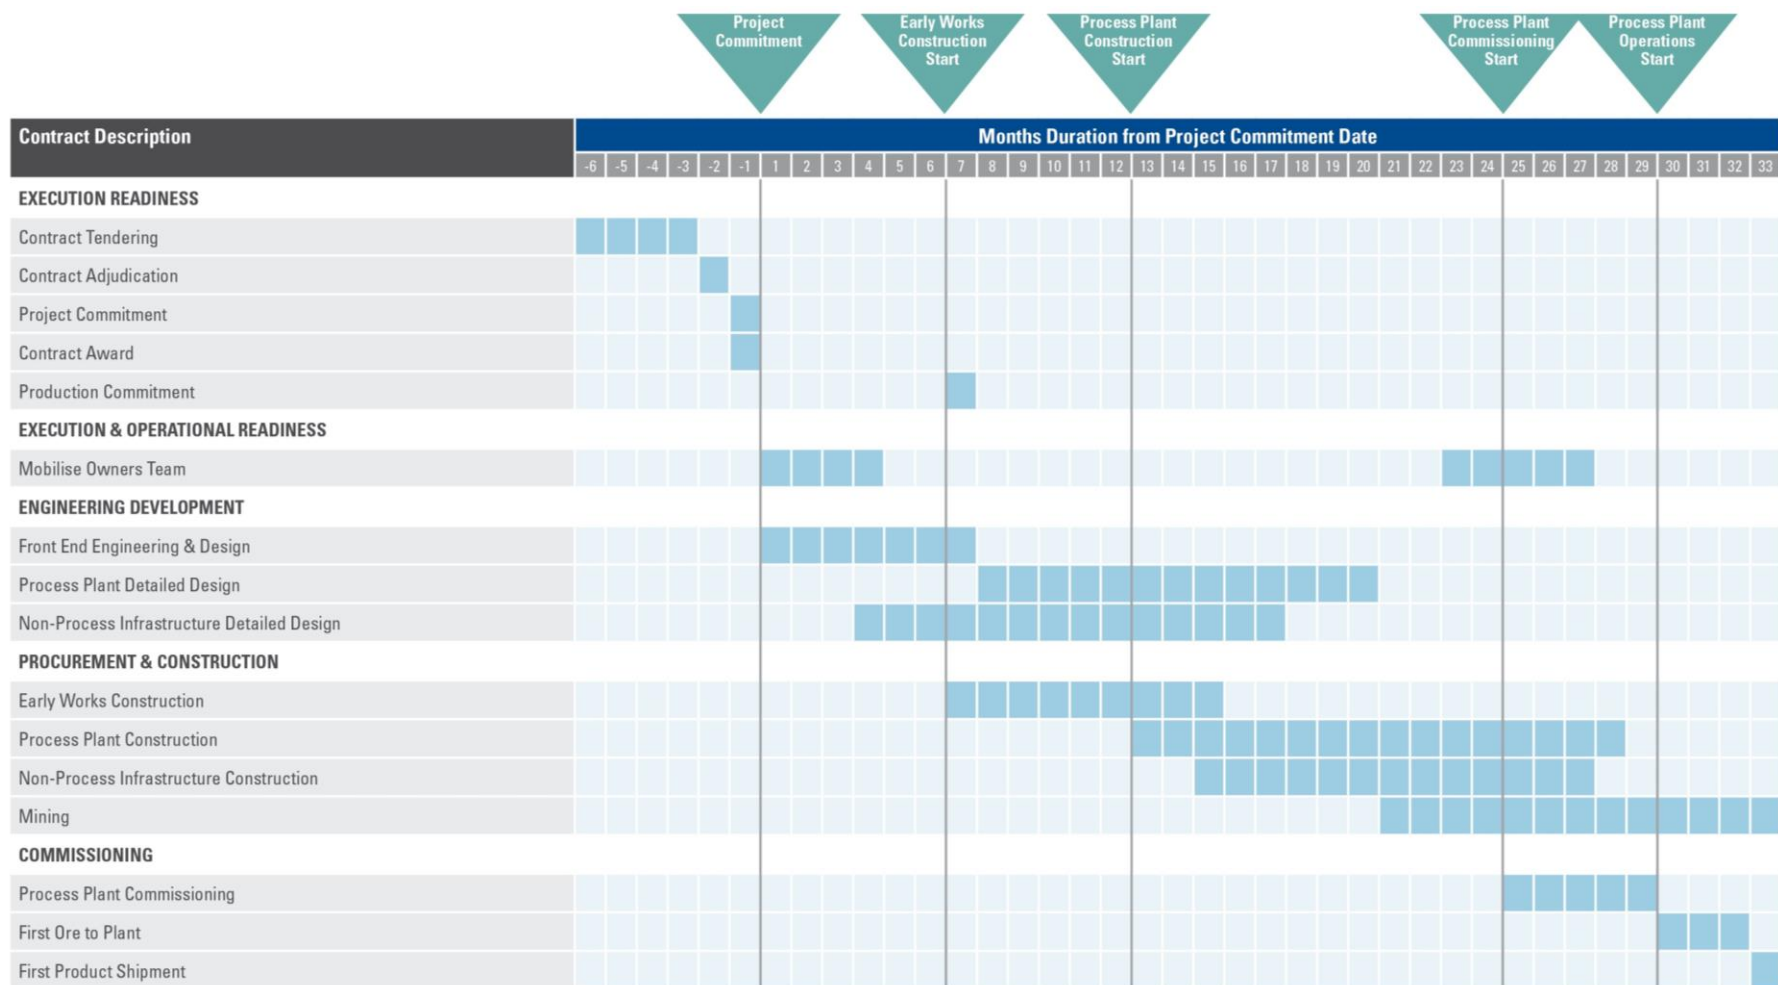 Project
Commitment
Early Works
Construction
Start
Process Plant
Construction
Start
Process Plant
Commissioning
Start
Process Plant
Operations
Start
Contract Description
Months Duration from Project Commitment Date
-6 -5 -4 -3 -2 -1 1 2 3 4 5 6 7 8 9 10 11 12 13 14 15 16 17 18 19 20 21 22 23 24 25 26 27 28 29 30 31 32 33
EXECUTION READINESS
Contract Tendering
Contract Adjudication
Project Commitment
Contract Award
Production Commitment
EXECUTION & OPERATIONAL READINESS
Mobilise Owners Team
ENGINEERING DEVELOPMENT
Front End Engineering & Design
Process Plant Detailed Design
Non-Process Infrastructure Detailed Design
PROCUREMENT & CONSTRUCTION
Early Works Construction
Process Plant Construction
Non-Process Infrastructure Construction
Mining
COMMISSIONING
Process Plant Commissioning
First Ore to Plant
First Product Shipment